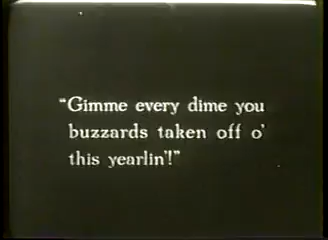 "Gimme every dime you
buzzards taken off o'
this yearlin'!"